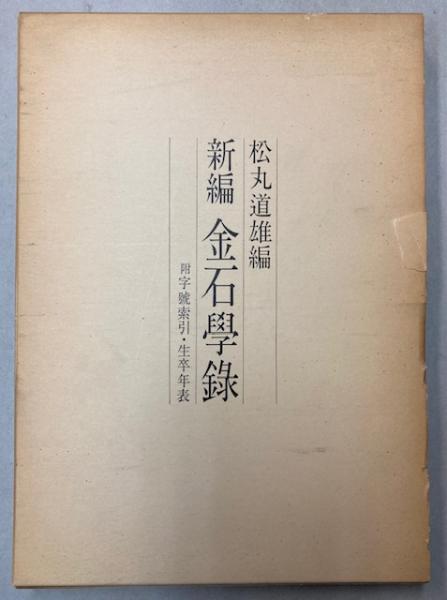 松丸道雄編
新編 金石學錄
附 字號索引・生卒年表